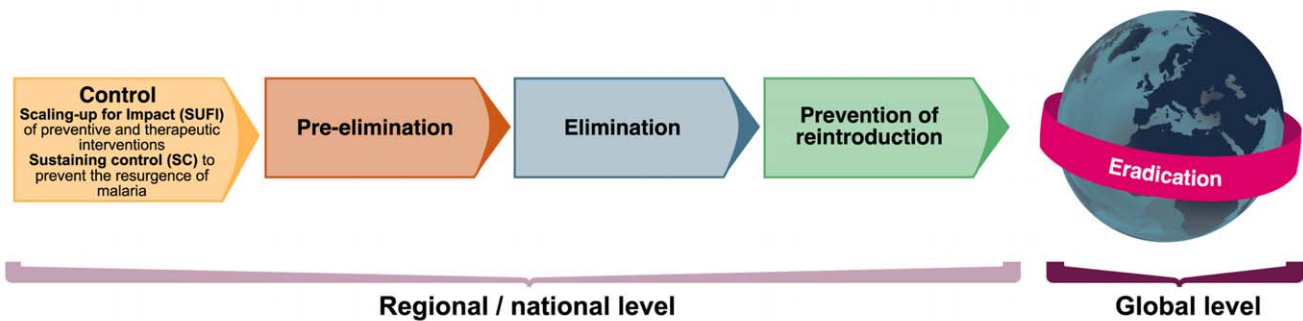 Control
Scaling-up for Impact (SUFI)
of preventive and therapeutic
interventions
Sustaining control (SC) to
prevent the resurgence of
malaria
Pre-elimination
Elimination
Prevention of
reintroduction
Eradication
Regional / national level
Global level